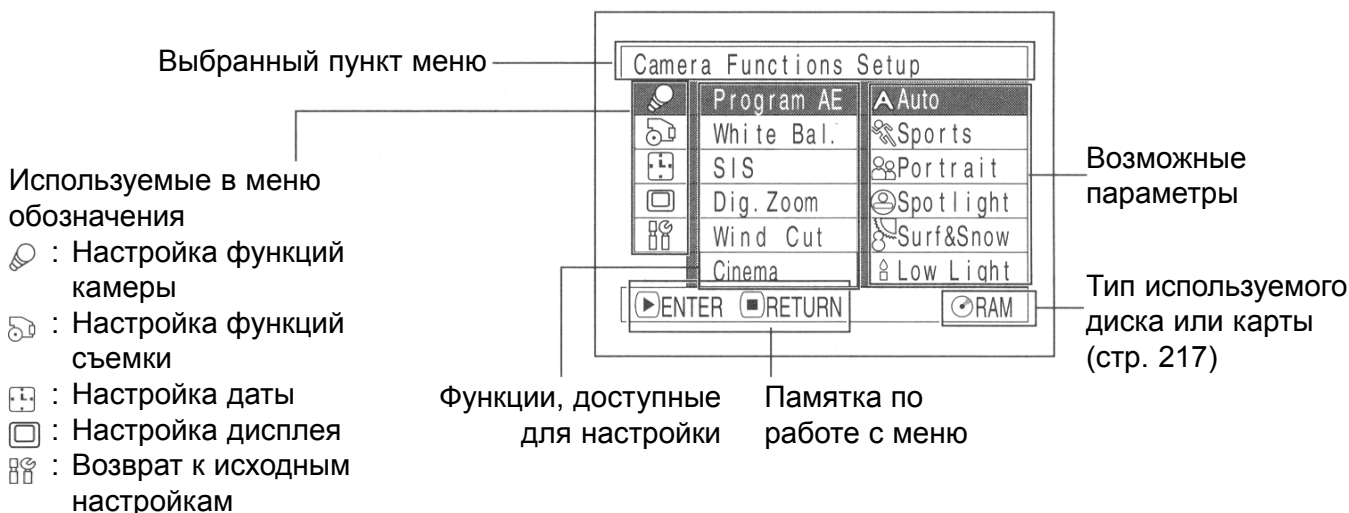 Выбранный пункт меню
Используемые в меню
обозначения
: Настройка функций
камеры
: Настройка функций
съемки
: Настройка даты
: Настройка дисплея
: Возврат к исходным
настройкам
Camera Functions Setup
Program AE
White Bal.
SIS
Dig. Zoom
Wind Cut
Cinema
A Auto
Sports
Portrait
Spotlight
Surf&Snow
Low Light
ENTER RETURN
RAM
Функции, доступные
для настройки
Памятка по
работе с меню
Возможные
параметры
Тип используемого
диска или карты
(стр. 217)